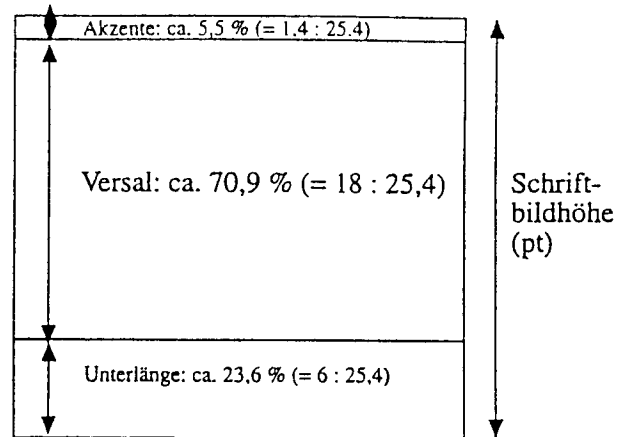 Akzente: ca. 5,5 % (= 1.4 : 25.4)
Versal: ca. 70,9 % (= 18 : 25,4)
Schrift-
bildhöhe
(pt)
Unterlänge: ca. 23,6 % (= 6 : 25,4)